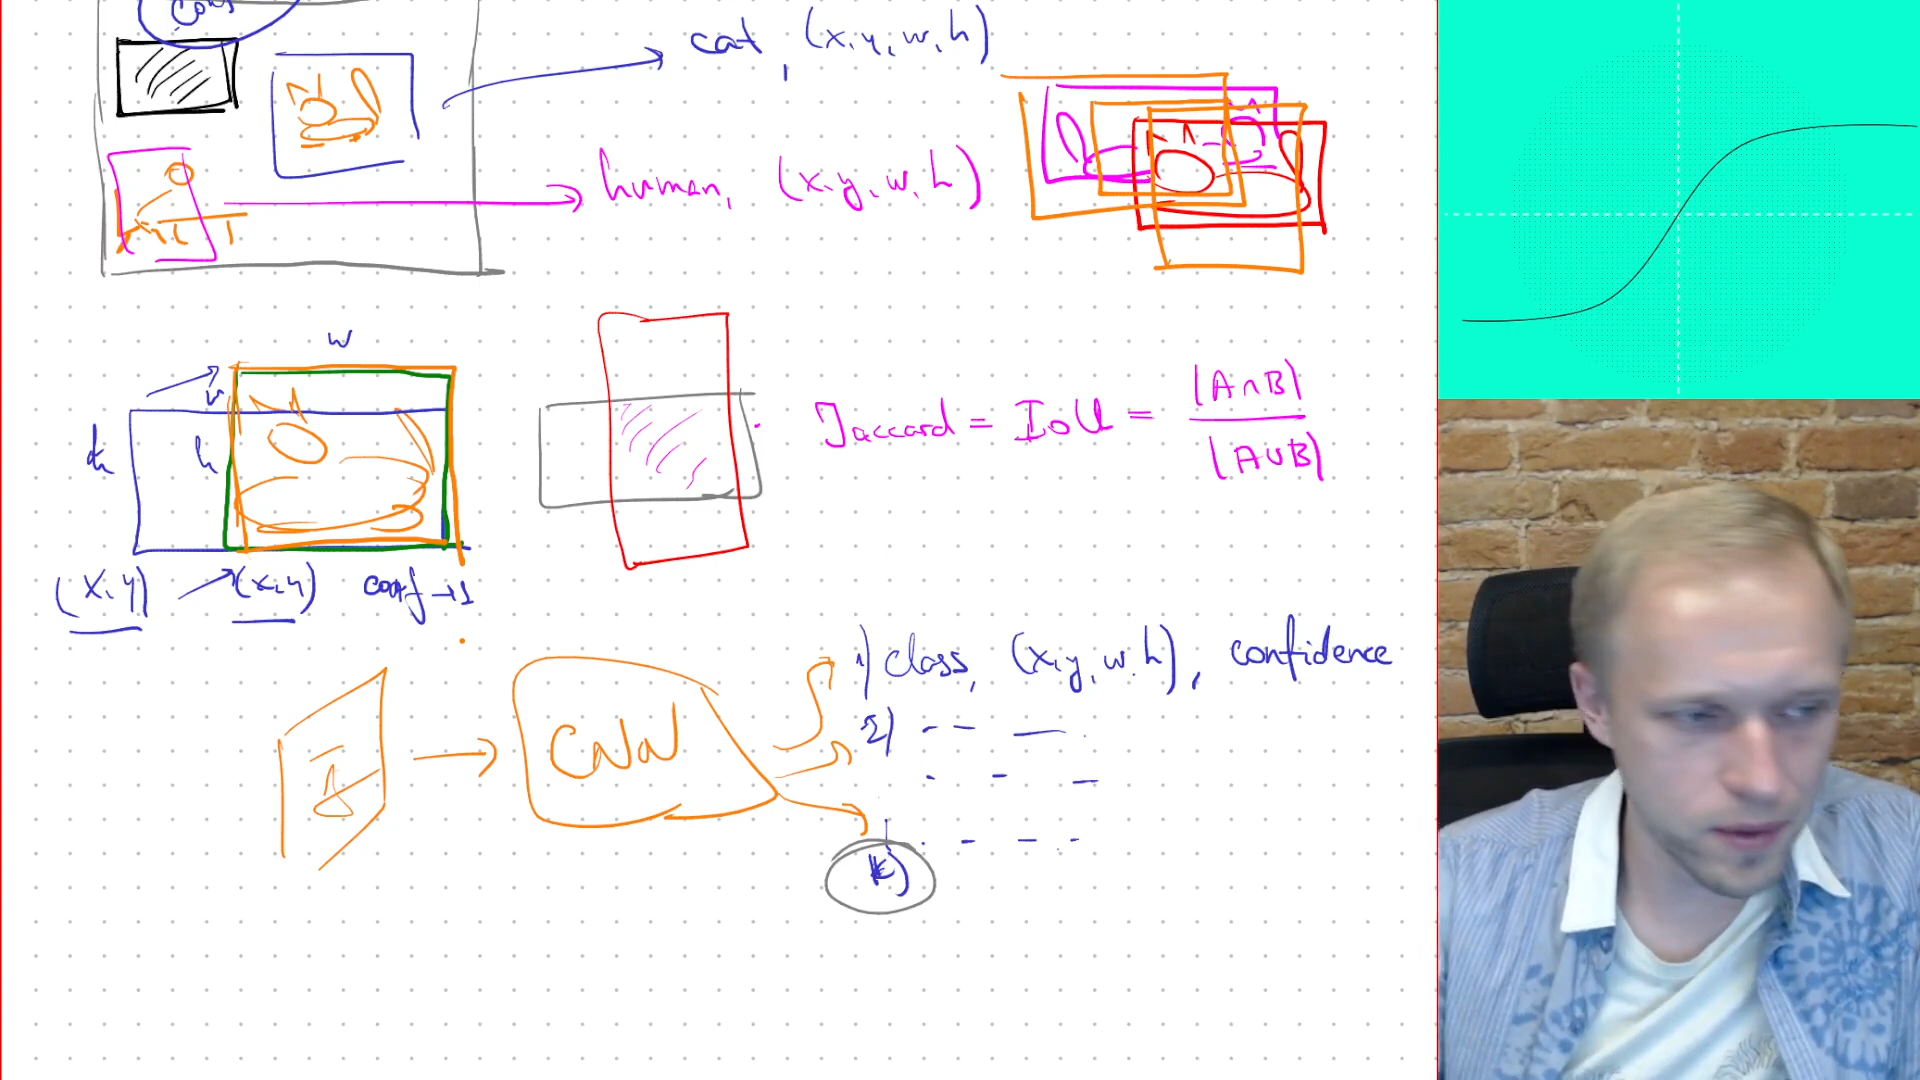 cat, (x, y, w, h)
human, (x, y, w, h)
w
h
h
Jaccard = IoU = |A∩B| / |A∪B|
(x, y) → (x, y) conf → 1
1) class, (x, y, w, h), confidence
2)
CNN
k)